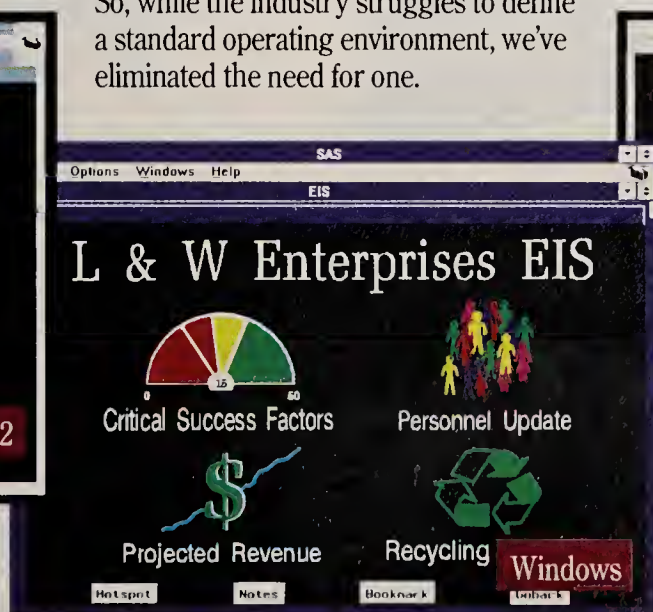 So, while the industry struggles to define
a standard operating environment, we've
eliminated the need for one.
SAS
Options Windows Help
EIS
L & W Enterprises EIS
0 15 50
Critical Success Factors
Personnel Update
2
$
Projected Revenue
Recycling
Windows
Hotspot Notes Bookmark Goback